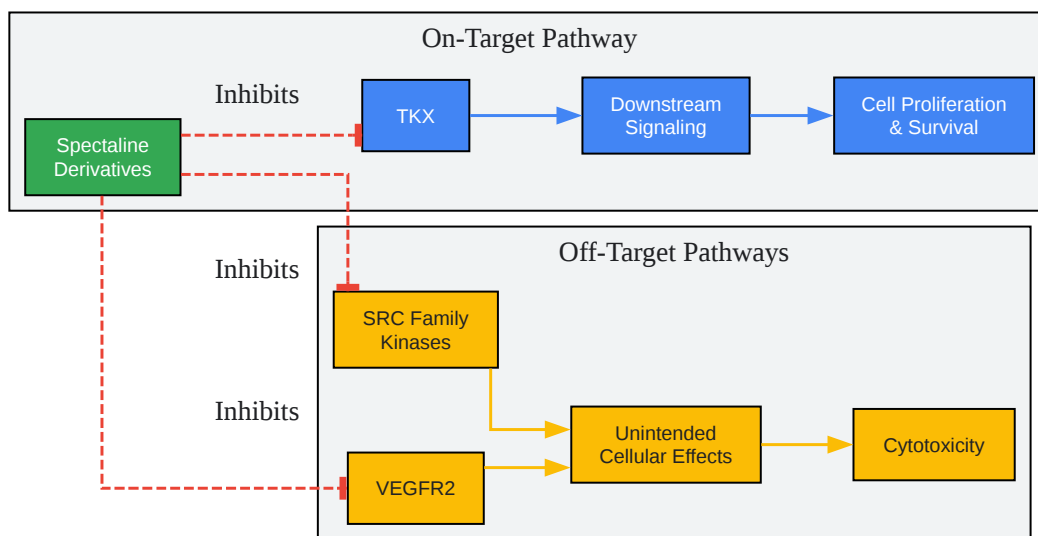 On-Target Pathway
Inhibits
TKX
Downstream
Signaling
Cell Proliferation
& Survival
Spectaline
Derivatives
Inhibits
Off-Target Pathways
SRC Family
Kinases
Inhibits
Unintended
Cellular Effects
Cytotoxicity
VEGFR2